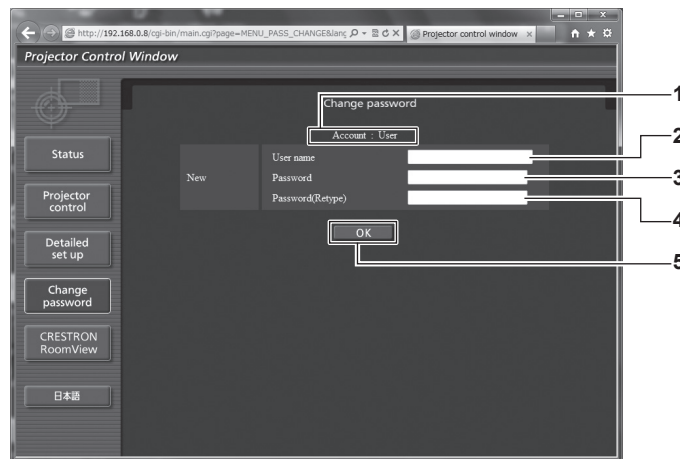 http://192.168.0.8/cgi-bin/main.cgi?page=MENU_PASS_CHANGE&lang
Projector control window
Projector Control Window
Change password
1
Account : User
2
Status
New
User name
Password
3
Password(Retype)
Projector
control
4
OK
Detailed
set up
5
Change
password
CRESTRON
RoomView
日本語